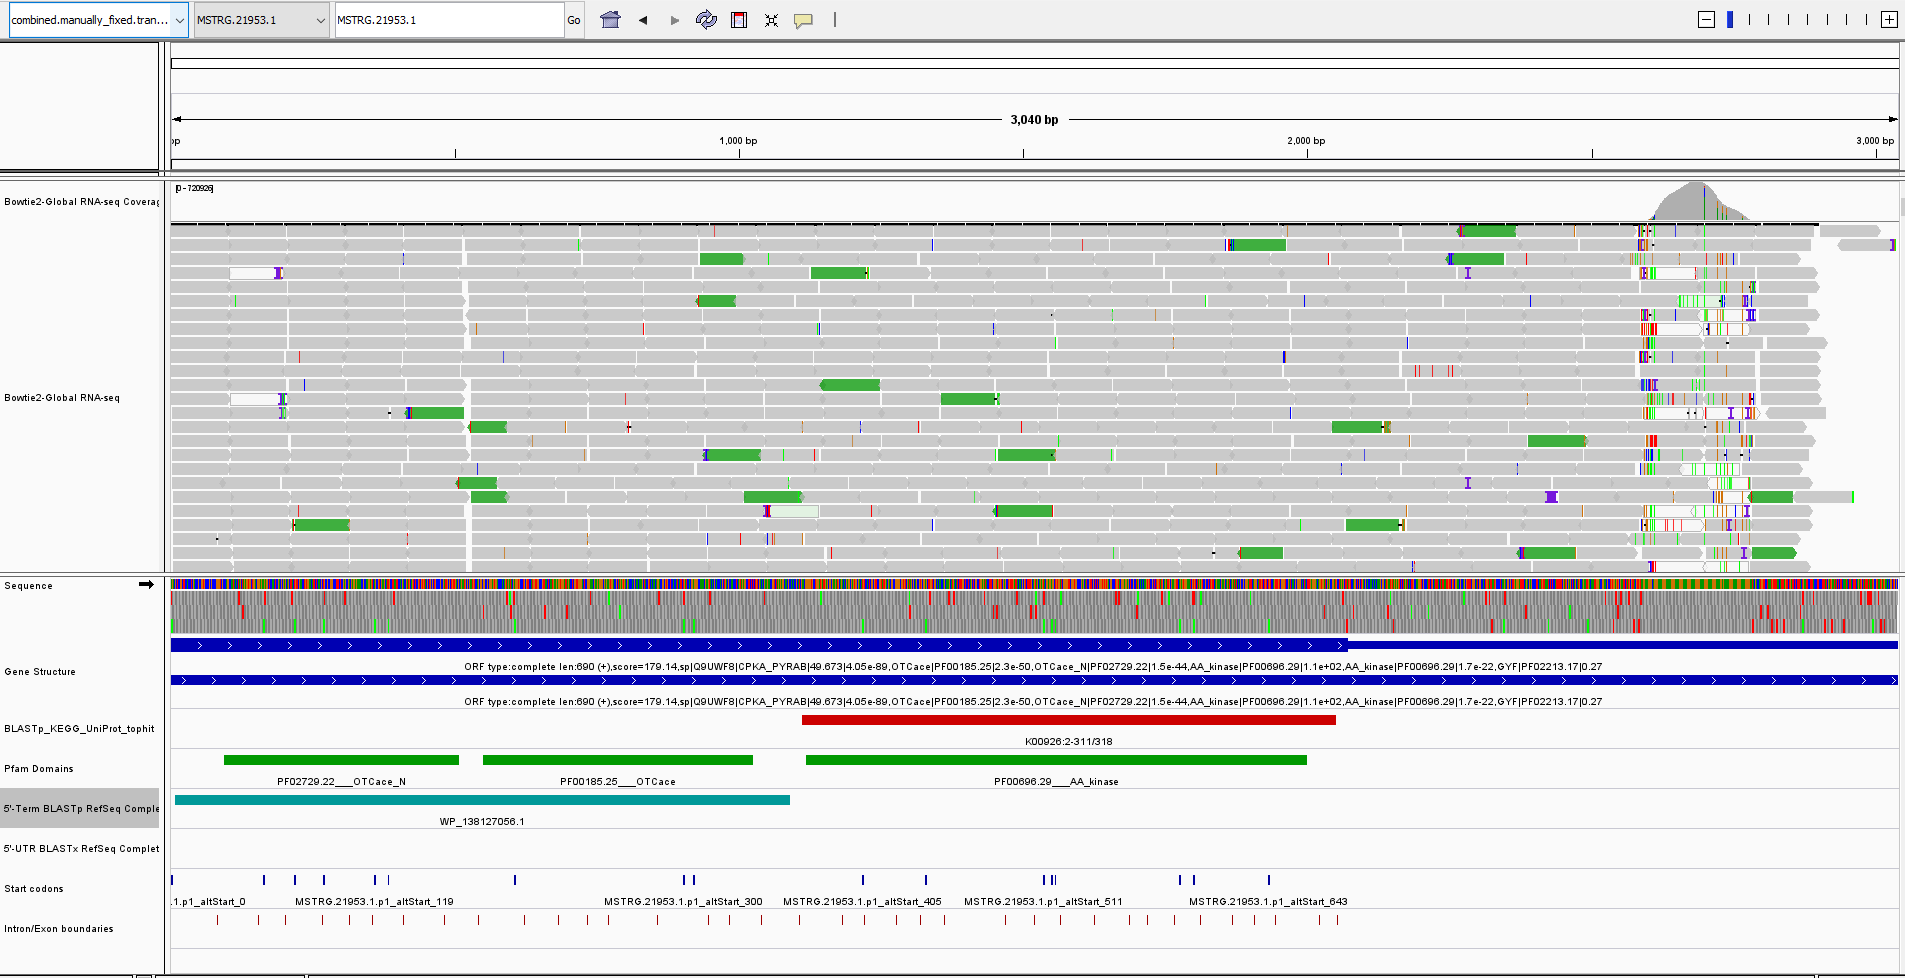 combined.manually_fixed.tran... MSTRG.21953.1 MSTRG.21953.1 Go
3,040 bp
bp 1,000 bp 2,000 bp 3,000 bp
[0 - 720926]
Bowtie2-Global RNA-seq Coverag
Bowtie2-Global RNA-seq
Sequence
Gene Structure
ORF type:complete len:690 (+),score=179.14,sp|Q9UWF8|CPKA_PYRAB|49.673|4.05e-89,OTCace|PF00185.25|2.3e-50,OTCace_N|PF02729.22|1.5e-44,AA_kinase|PF00696.29|1.1e+02,AA_kinase|PF00696.29|1.7e-22,GYF|PF02213.17|0.27
ORF type:complete len:690 (+),score=179.14,sp|Q9UWF8|CPKA_PYRAB|49.673|4.05e-89,OTCace|PF00185.25|2.3e-50,OTCace_N|PF02729.22|1.5e-44,AA_kinase|PF00696.29|1.1e+02,AA_kinase|PF00696.29|1.7e-22,GYF|PF02213.17|0.27
BLASTp_KEGG_UniProt_tophit
K00926:2-311/318
Pfam Domains
PF02729.22___OTCace_N PF00185.25___OTCace PF00696.29___AA_kinase
5'-Term BLASTp RefSeq Comple
WP_138127056.1
5'-UTR BLASTx RefSeq Complet
Start codons
.1.p1_altStart_0 MSTRG.21953.1.p1_altStart_119 MSTRG.21953.1.p1_altStart_300 MSTRG.21953.1.p1_altStart_405 MSTRG.21953.1.p1_altStart_511 MSTRG.21953.1.p1_altStart_643
Intron/Exon boundaries